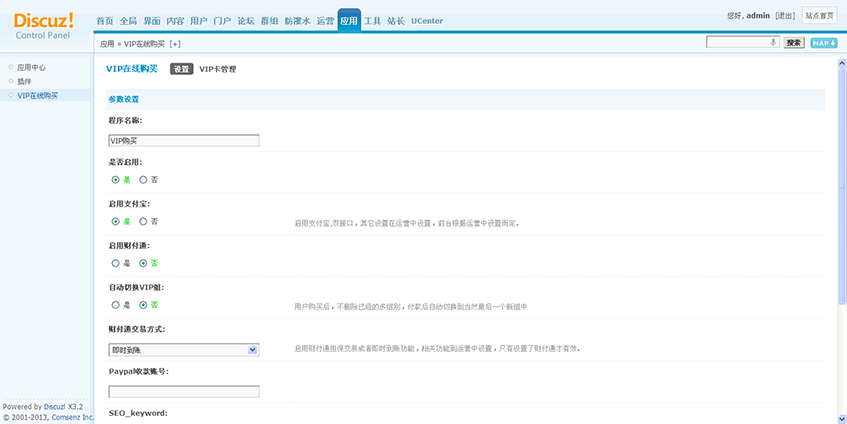 Discuz!
Control Panel
首页 全局 界面 内容 用户 门户 论坛 群组 防灌水 运营 应用 工具 站长 UCenter
您好, admin [退出] 站点首页
应用 » VIP在线购买 [+]
搜索 MAP
应用中心
插件
VIP在线购买
VIP在线购买 设置 VIP卡管理
参数设置
程序名称:
VIP购买
是否启用:
是 否
启用支付宝:
是 否 启用支付宝,双接口，其它设置在运营中设置，前台根据运营中设置而定。
启用财付通:
是 否
自动切换VIP组:
是 否 用户购买后，不删除已经的多组别，付款后自动切换到当然最后一个新组中
财付通交易方式:
即时到账 启用财付通担保交易或者即时到账功能，相关功能到运营中设置，只有设置了财付通才有效。
Paypal收款账号:
SEO_keyword:
Powered by Discuz! X3.2
© 2001-2013, Comsenz Inc.